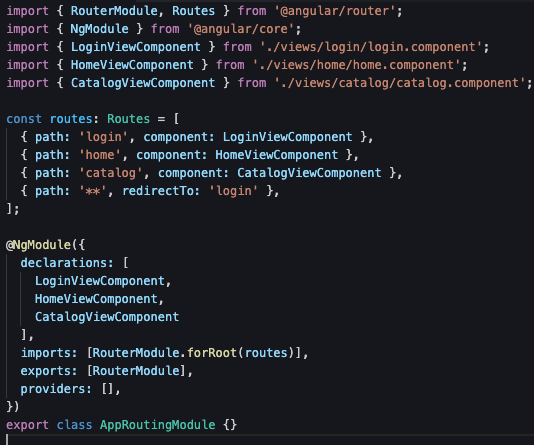 import { RouterModule, Routes } from '@angular/router';
import { NgModule } from '@angular/core';
import { LoginViewComponent } from './views/login/login.component';
import { HomeViewComponent } from './views/home/home.component';
import { CatalogViewComponent } from './views/catalog/catalog.component';

const routes: Routes = [
  { path: 'login', component: LoginViewComponent },
  { path: 'home', component: HomeViewComponent },
  { path: 'catalog', component: CatalogViewComponent },
  { path: '**', redirectTo: 'login' },
];

@NgModule({
  declarations: [
    LoginViewComponent,
    HomeViewComponent,
    CatalogViewComponent
  ],
  imports: [RouterModule.forRoot(routes)],
  exports: [RouterModule],
  providers: [],
})
export class AppRoutingModule {}